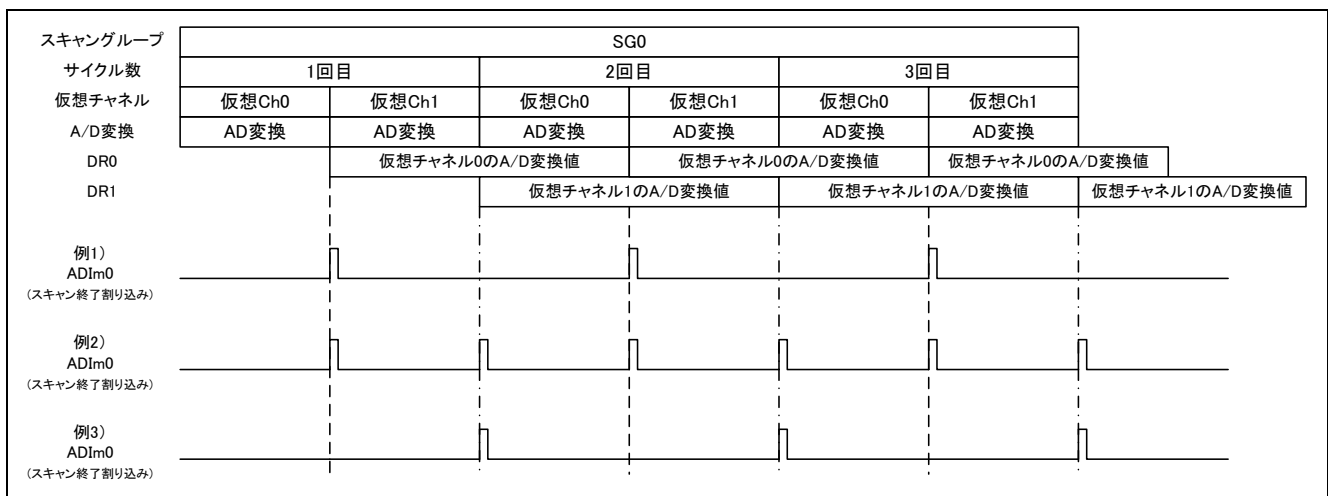 スキャングループ SG0
サイクル数 1回目 2回目 3回目
仮想チャネル 仮想Ch0 仮想Ch1 仮想Ch0 仮想Ch1 仮想Ch0 仮想Ch1
A/D変換 AD変換 AD変換 AD変換 AD変換 AD変換 AD変換
DR0 仮想チャネル0のA/D変換値 仮想チャネル0のA/D変換値 仮想チャネル0のA/D変換値
DR1 仮想チャネル1のA/D変換値 仮想チャネル1のA/D変換値 仮想チャネル1のA/D変換値
例1)
ADIm0
(スキャン終了割り込み)
例2)
ADIm0
(スキャン終了割り込み)
例3)
ADIm0
(スキャン終了割り込み)